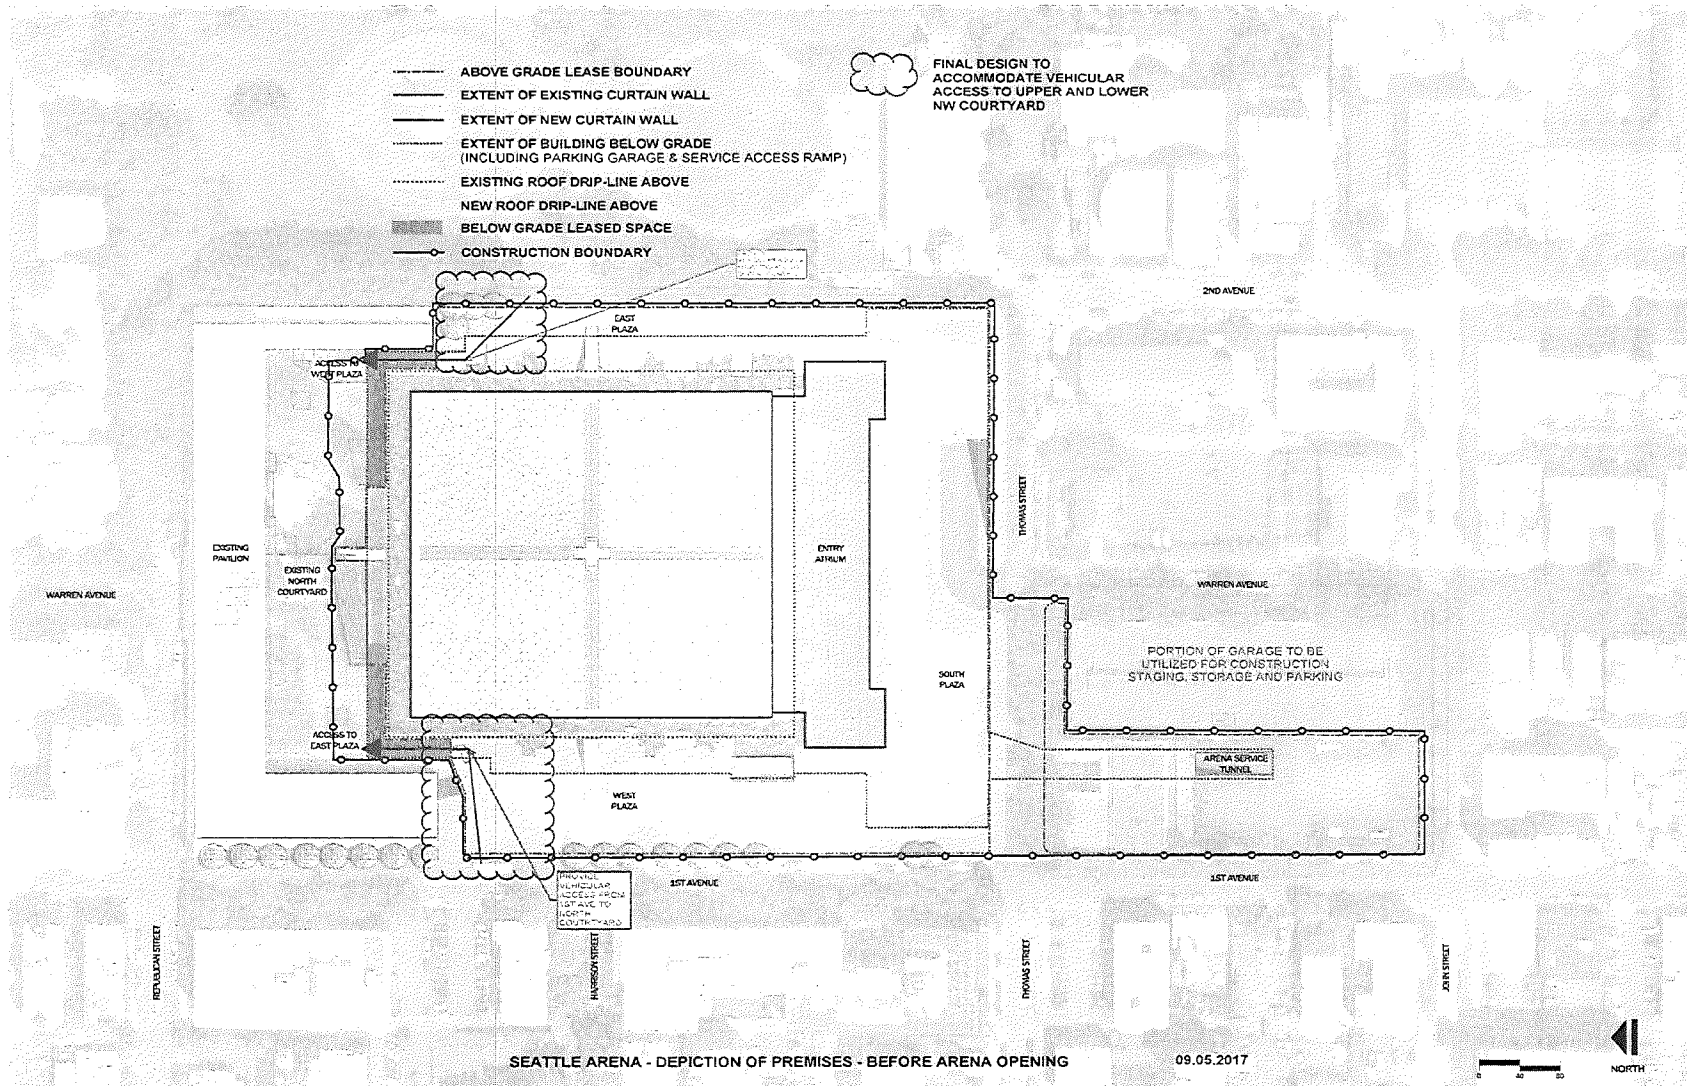 ABOVE GRADE LEASE BOUNDARY
EXTENT OF EXISTING CURTAIN WALL
EXTENT OF NEW CURTAIN WALL
EXTENT OF BUILDING BELOW GRADE
(INCLUDING PARKING GARAGE & SERVICE ACCESS RAMP)
EXISTING ROOF DRIP-LINE ABOVE
NEW ROOF DRIP-LINE ABOVE
BELOW GRADE LEASED SPACE
CONSTRUCTION BOUNDARY
FINAL DESIGN TO
ACCOMMODATE VEHICULAR
ACCESS TO UPPER AND LOWER
NW COURTYARD
2ND AVENUE
EAST
PLAZA
ACCESS TO
WEST PLAZA
THOMAS STREET
EXISTING
PAVILION
EXISTING
NORTH
COURTYARD
ENTRY
ATRIUM
WARREN AVENUE
WARREN AVENUE
PORTION OF GARAGE TO BE
UTILIZED FOR CONSTRUCTION
STAGING, STORAGE AND PARKING
SOUTH
PLAZA
ACCESS TO
EAST PLAZA
ARENA SERVICE
TUNNEL
WEST
PLAZA
PROVIDE
VEHICULAR
ACCESS FROM
1ST AVE TO
NORTH
COURTYARD
1ST AVENUE
1ST AVENUE
REPUBLICAN STREET
HARRISON STREET
THOMAS STREET
JOHN STREET
SEATTLE ARENA - DEPICTION OF PREMISES - BEFORE ARENA OPENING
09.05.2017
0 40 80
NORTH